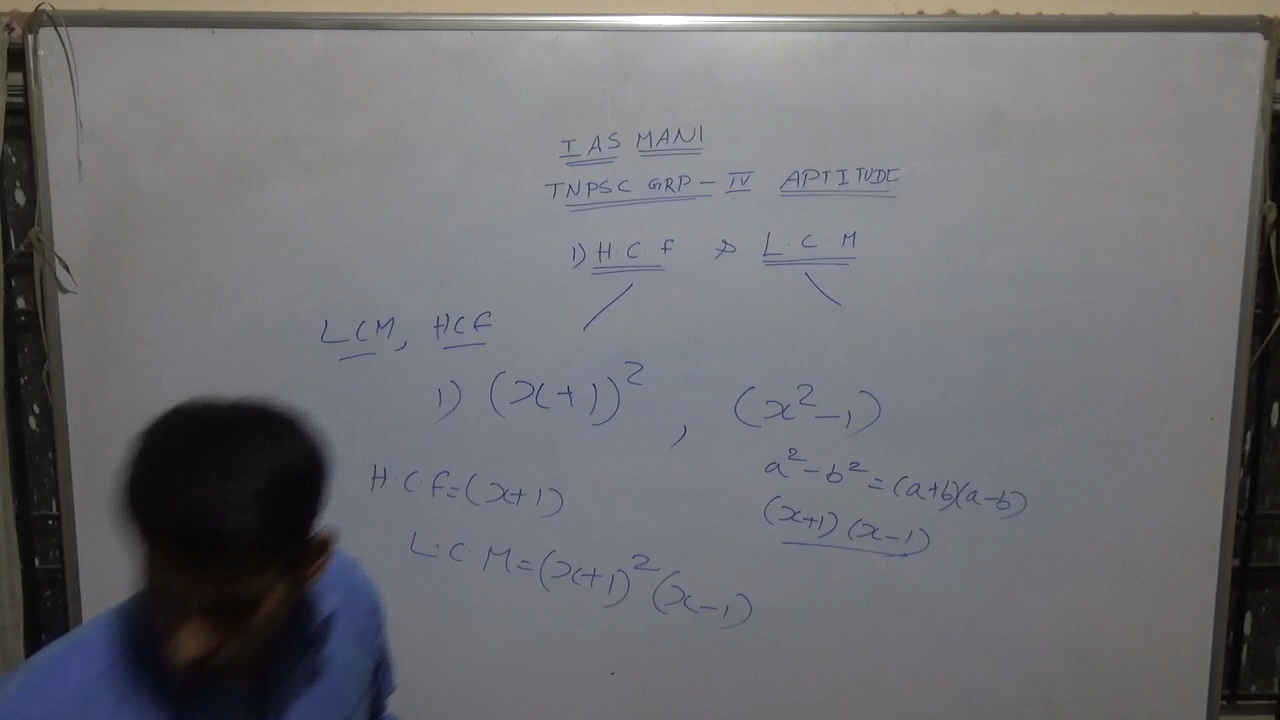 IAS MANI
TNPSC GRP - IV APTITUDE
1) H.C.F & L.C.M
LCM, HCF
1) (x+1)², (x²-1)
a²-b²=(a+b)(a-b)
H.C.F=(x+1)
(x+1)(x-1)
L.C.M=(x+1)²(x-1)